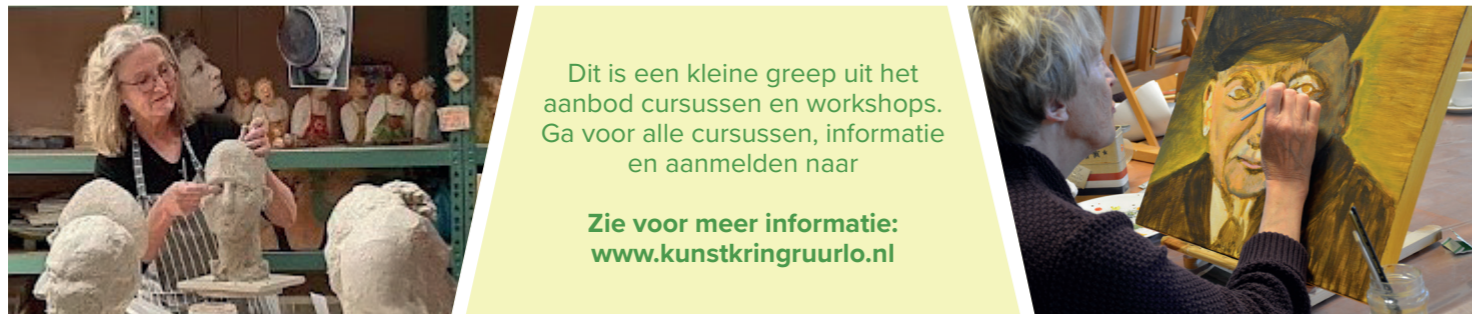 Dit is een kleine greep uit het
aanbod cursussen en workshops.
Ga voor alle cursussen, informatie
en aanmelden naar
Zie voor meer informatie:
www.kunstkringruurlo.nl